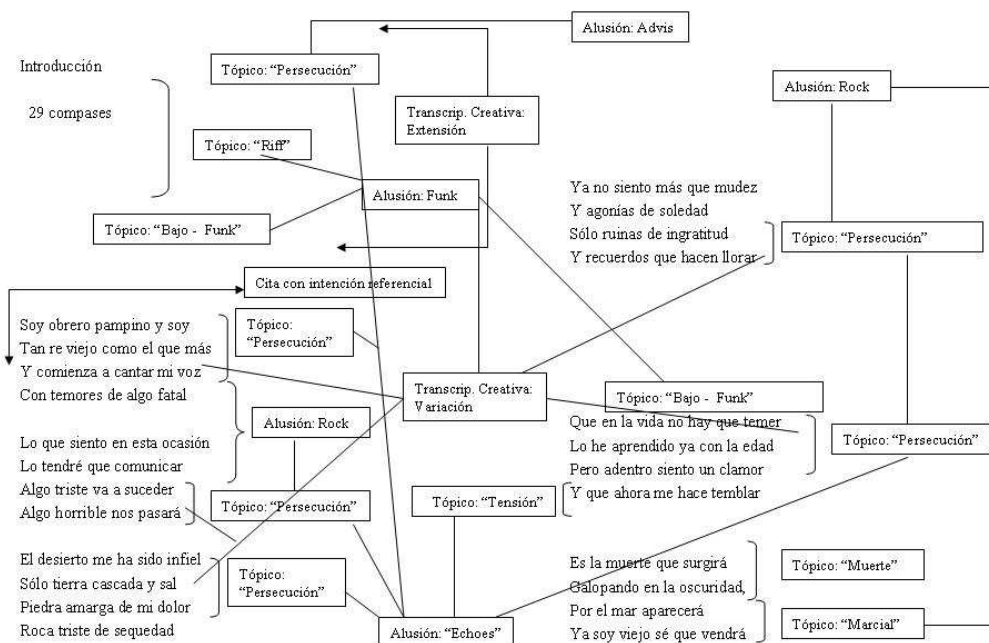 Alusión: Advis
Introducción
29 compases
Tópico: “Persecución”
Transcrip. Creativa:
Extensión
Alusión: Rock
Tópico: “Riff”
Alusión: Funk
Tópico: “Bajo - Funk”
Ya no siento más que mudez
Y agonías de soledad
Sólo ruinas de ingratitud
Y recuerdos que hacen llorar
Tópico: “Persecución”
Cita con intención referencial
Soy obrero pampino y soy
Tan re viejo como el que más
Y comienza a cantar mi voz
Con temores de algo fatal
Tópico:
“Persecución”
Transcrip. Creativa:
Variación
Tópico: “Bajo - Funk”
Alusión: Rock
Lo que siento en esta ocasión
Lo tendré que comunicar
Algo triste va a suceder
Algo horrible nos pasará
Tópico: “Persecución”
Que en la vida no hay que temer
Lo he aprendido ya con la edad
Pero adentro siento un clamor
Y que ahora me hace temblar
Tópico: “Persecución”
Tópico: “Tensión”
El desierto me ha sido infiel
Sólo tierra cascada y sal
Piedra amarga de mi dolor
Roca triste de sequedad
Tópico:
“Persecución”
Alusión: “Echoes”
Es la muerte que surgirá
Galopando en la oscuridad,
Por el mar aparecerá
Ya soy viejo sé que vendrá
Tópico: “Muerte”
Tópico: “Marcial”